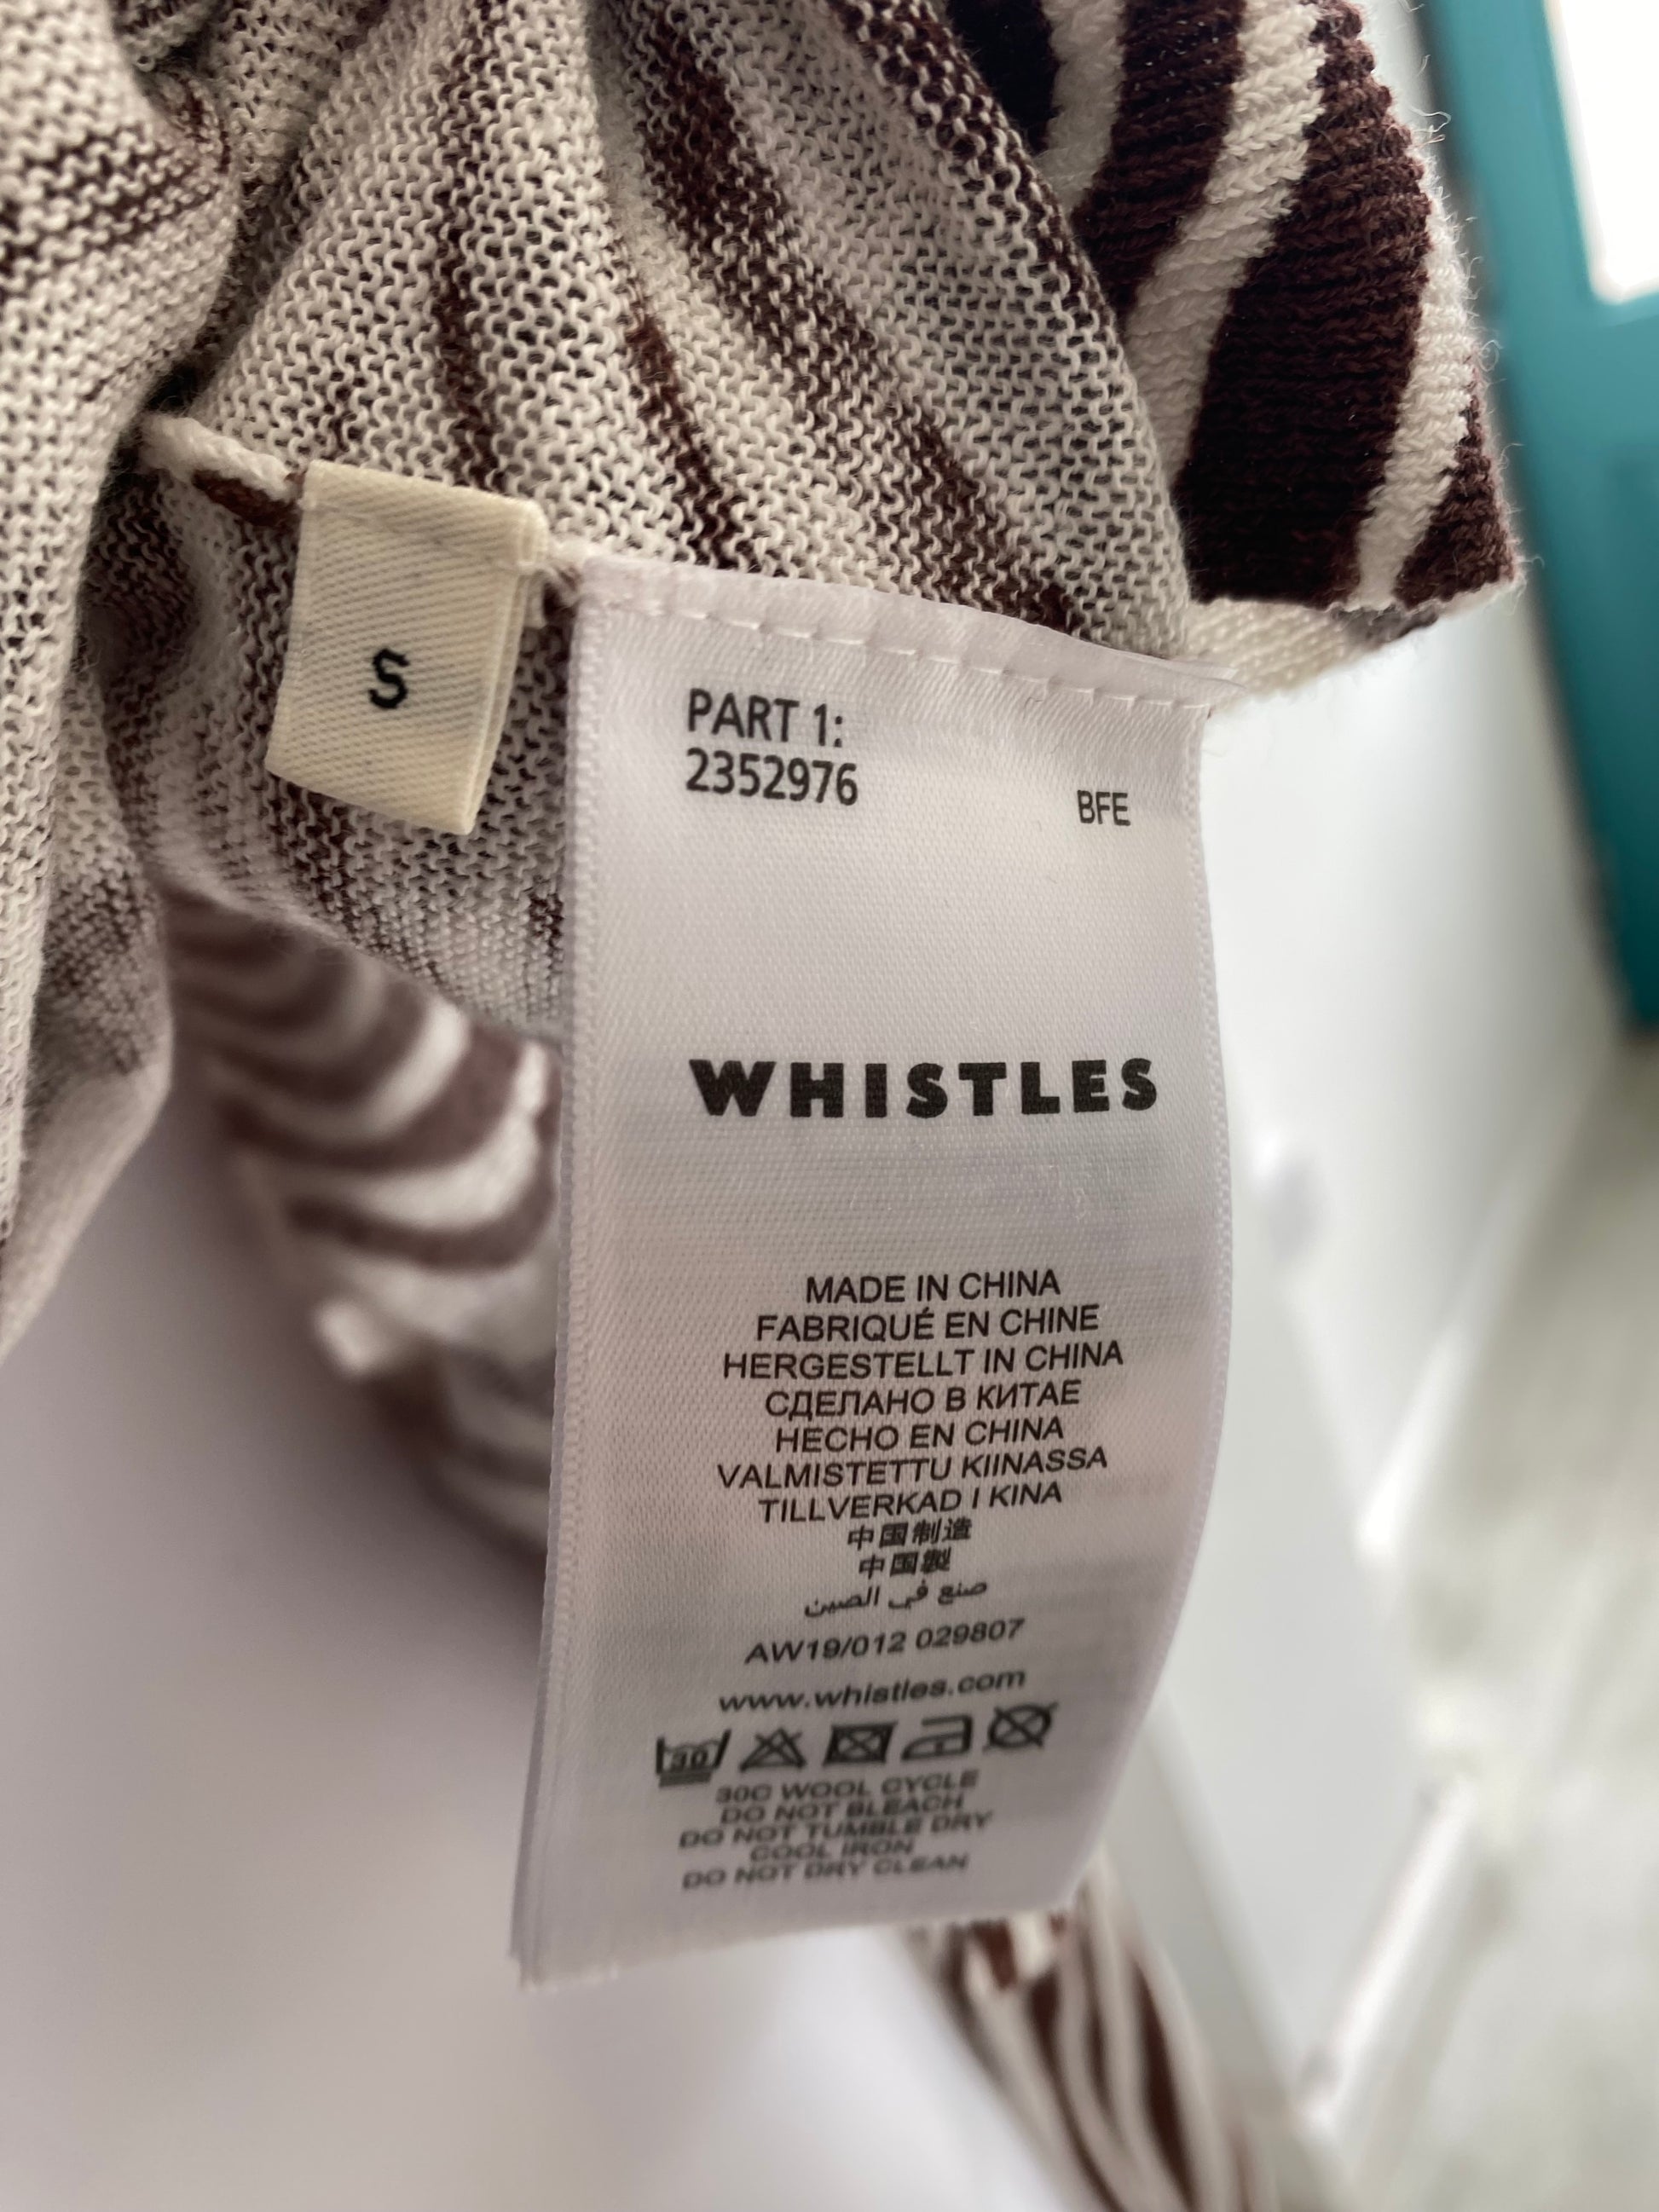 S
PART 1:
2352976
BFE
WHISTLES
MADE IN CHINA
FABRIQUÉ EN CHINE
HERGESTELLT IN CHINA
СДЕЛАНО В КИТАЕ
HECHO EN CHINA
VALMISTETTU KIINASSA
TILLVERKAD I KINA
中国制造
中国製
صنع في الصين
AW19/012 029807
www.whistles.com
30
30C WOOL CYCLE
DO NOT BLEACH
DO NOT TUMBLE DRY
COOL IRON
DO NOT DRY CLEAN